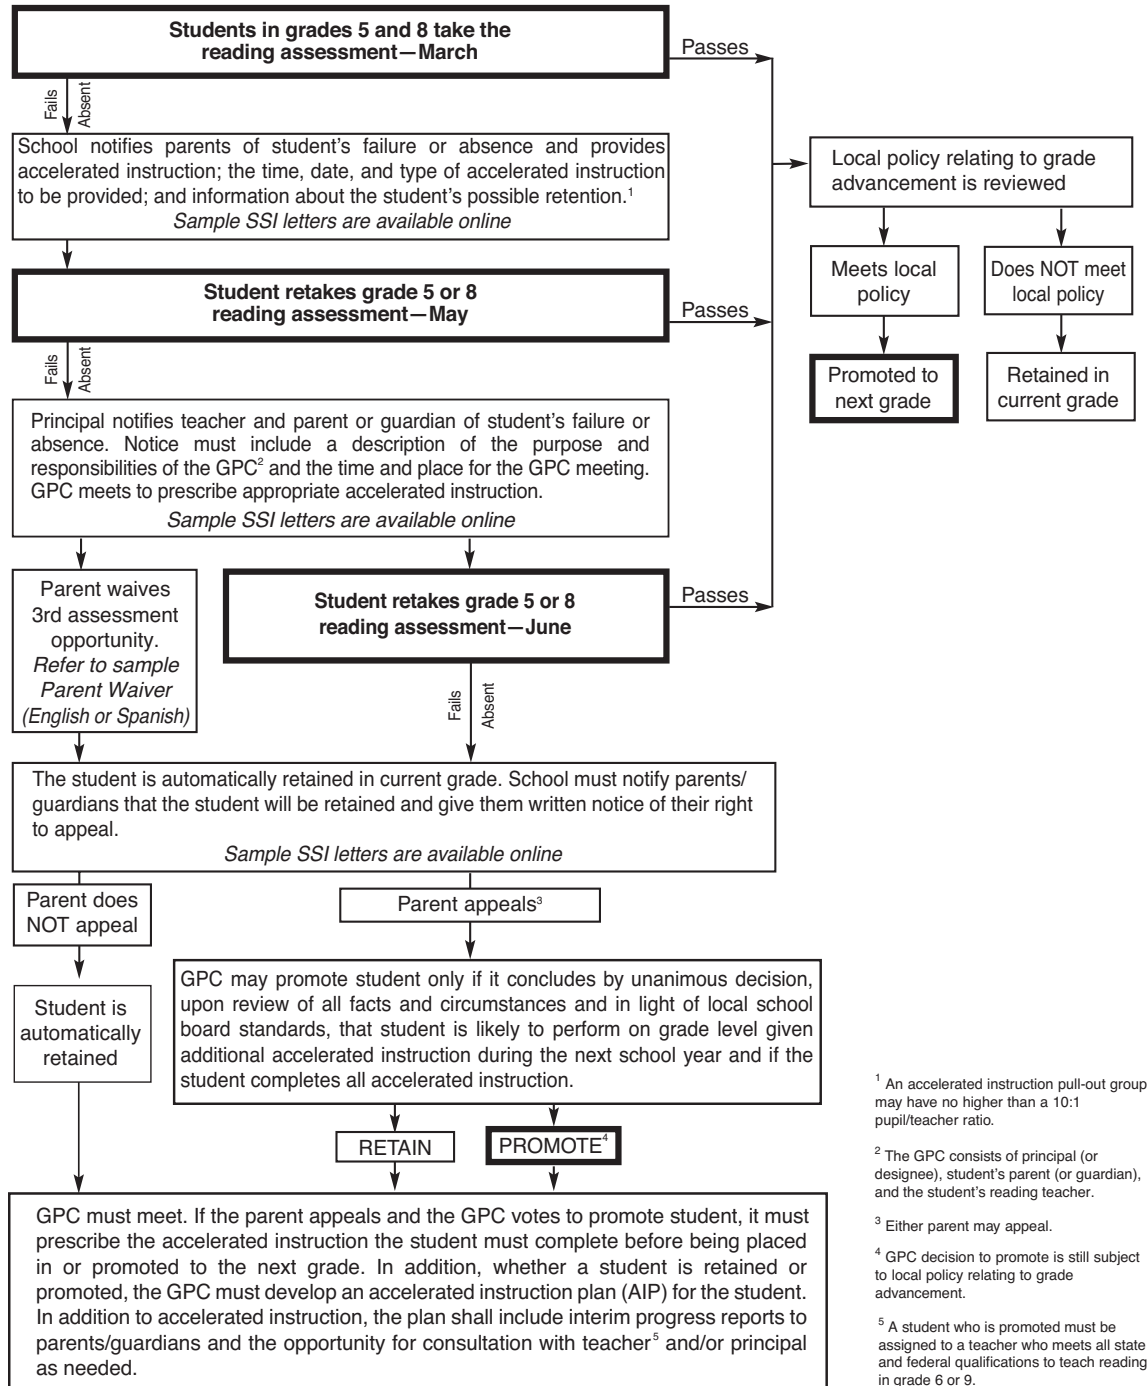 Students in grades 5 and 8 take the
reading assessment—March
Passes
Fails
Absent
School notifies parents of student’s failure or absence and provides
accelerated instruction; the time, date, and type of accelerated instruction
to be provided; and information about the student’s possible retention.¹
Sample SSI letters are available online
Local policy relating to grade
advancement is reviewed
Meets local
policy
Does NOT meet
local policy
Promoted to
next grade
Retained in
current grade
Student retakes grade 5 or 8
reading assessment—May
Passes
Fails
Absent
Principal notifies teacher and parent or guardian of student’s failure or
absence. Notice must include a description of the purpose and
responsibilities of the GPC² and the time and place for the GPC meeting.
GPC meets to prescribe appropriate accelerated instruction.
Sample SSI letters are available online
Parent waives
3rd assessment
opportunity.
Refer to sample
Parent Waiver
(English or Spanish)
Student retakes grade 5 or 8
reading assessment—June
Passes
Fails
Absent
The student is automatically retained in current grade. School must notify parents/
guardians that the student will be retained and give them written notice of their right
to appeal.
Sample SSI letters are available online
Parent does
NOT appeal
Parent appeals³
Student is
automatically
retained
GPC may promote student only if it concludes by unanimous decision,
upon review of all facts and circumstances and in light of local school
board standards, that student is likely to perform on grade level given
additional accelerated instruction during the next school year and if the
student completes all accelerated instruction.
RETAIN
PROMOTE⁴
GPC must meet. If the parent appeals and the GPC votes to promote student, it must
prescribe the accelerated instruction the student must complete before being placed
in or promoted to the next grade. In addition, whether a student is retained or
promoted, the GPC must develop an accelerated instruction plan (AIP) for the student.
In addition to accelerated instruction, the plan shall include interim progress reports to
parents/guardians and the opportunity for consultation with teacher⁵ and/or principal
as needed.
¹ An accelerated instruction pull-out group
may have no higher than a 10:1
pupil/teacher ratio.
² The GPC consists of principal (or
designee), student’s parent (or guardian),
and the student’s reading teacher.
³ Either parent may appeal.
⁴ GPC decision to promote is still subject
to local policy relating to grade
advancement.
⁵ A student who is promoted must be
assigned to a teacher who meets all state
and federal qualifications to teach reading
in grade 6 or 9.